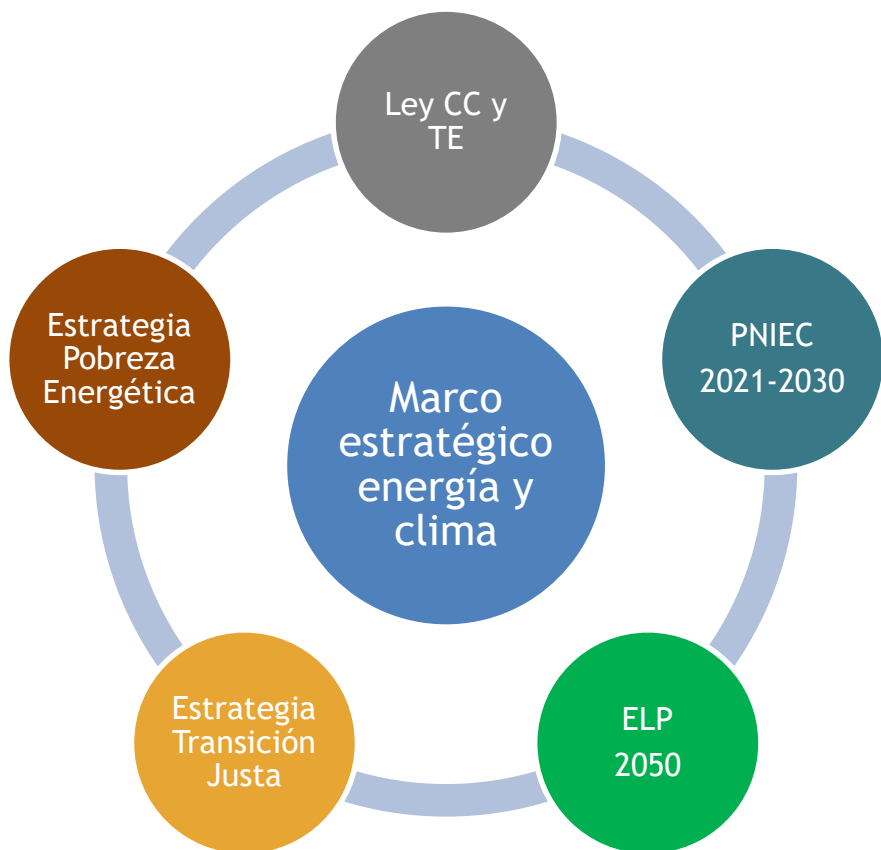 Ley CC y
TE
PNIEC
2021-2030
ELP
2050
Estrategia
Transición
Justa
Estrategia
Pobreza
Energética
Marco
estratégico
energía y
clima